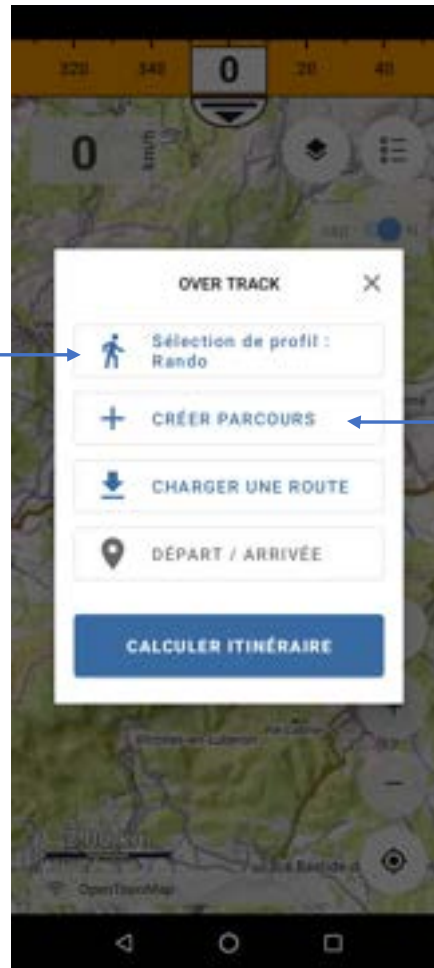 320 340 0 20 40
0 km/h
OVER TRACK
Sélection de profil :
Rando
CRÉER PARCOURS
CHARGER UNE ROUTE
DÉPART / ARRIVÉE
CALCULER ITINÉRAIRE
OpenTopoMap